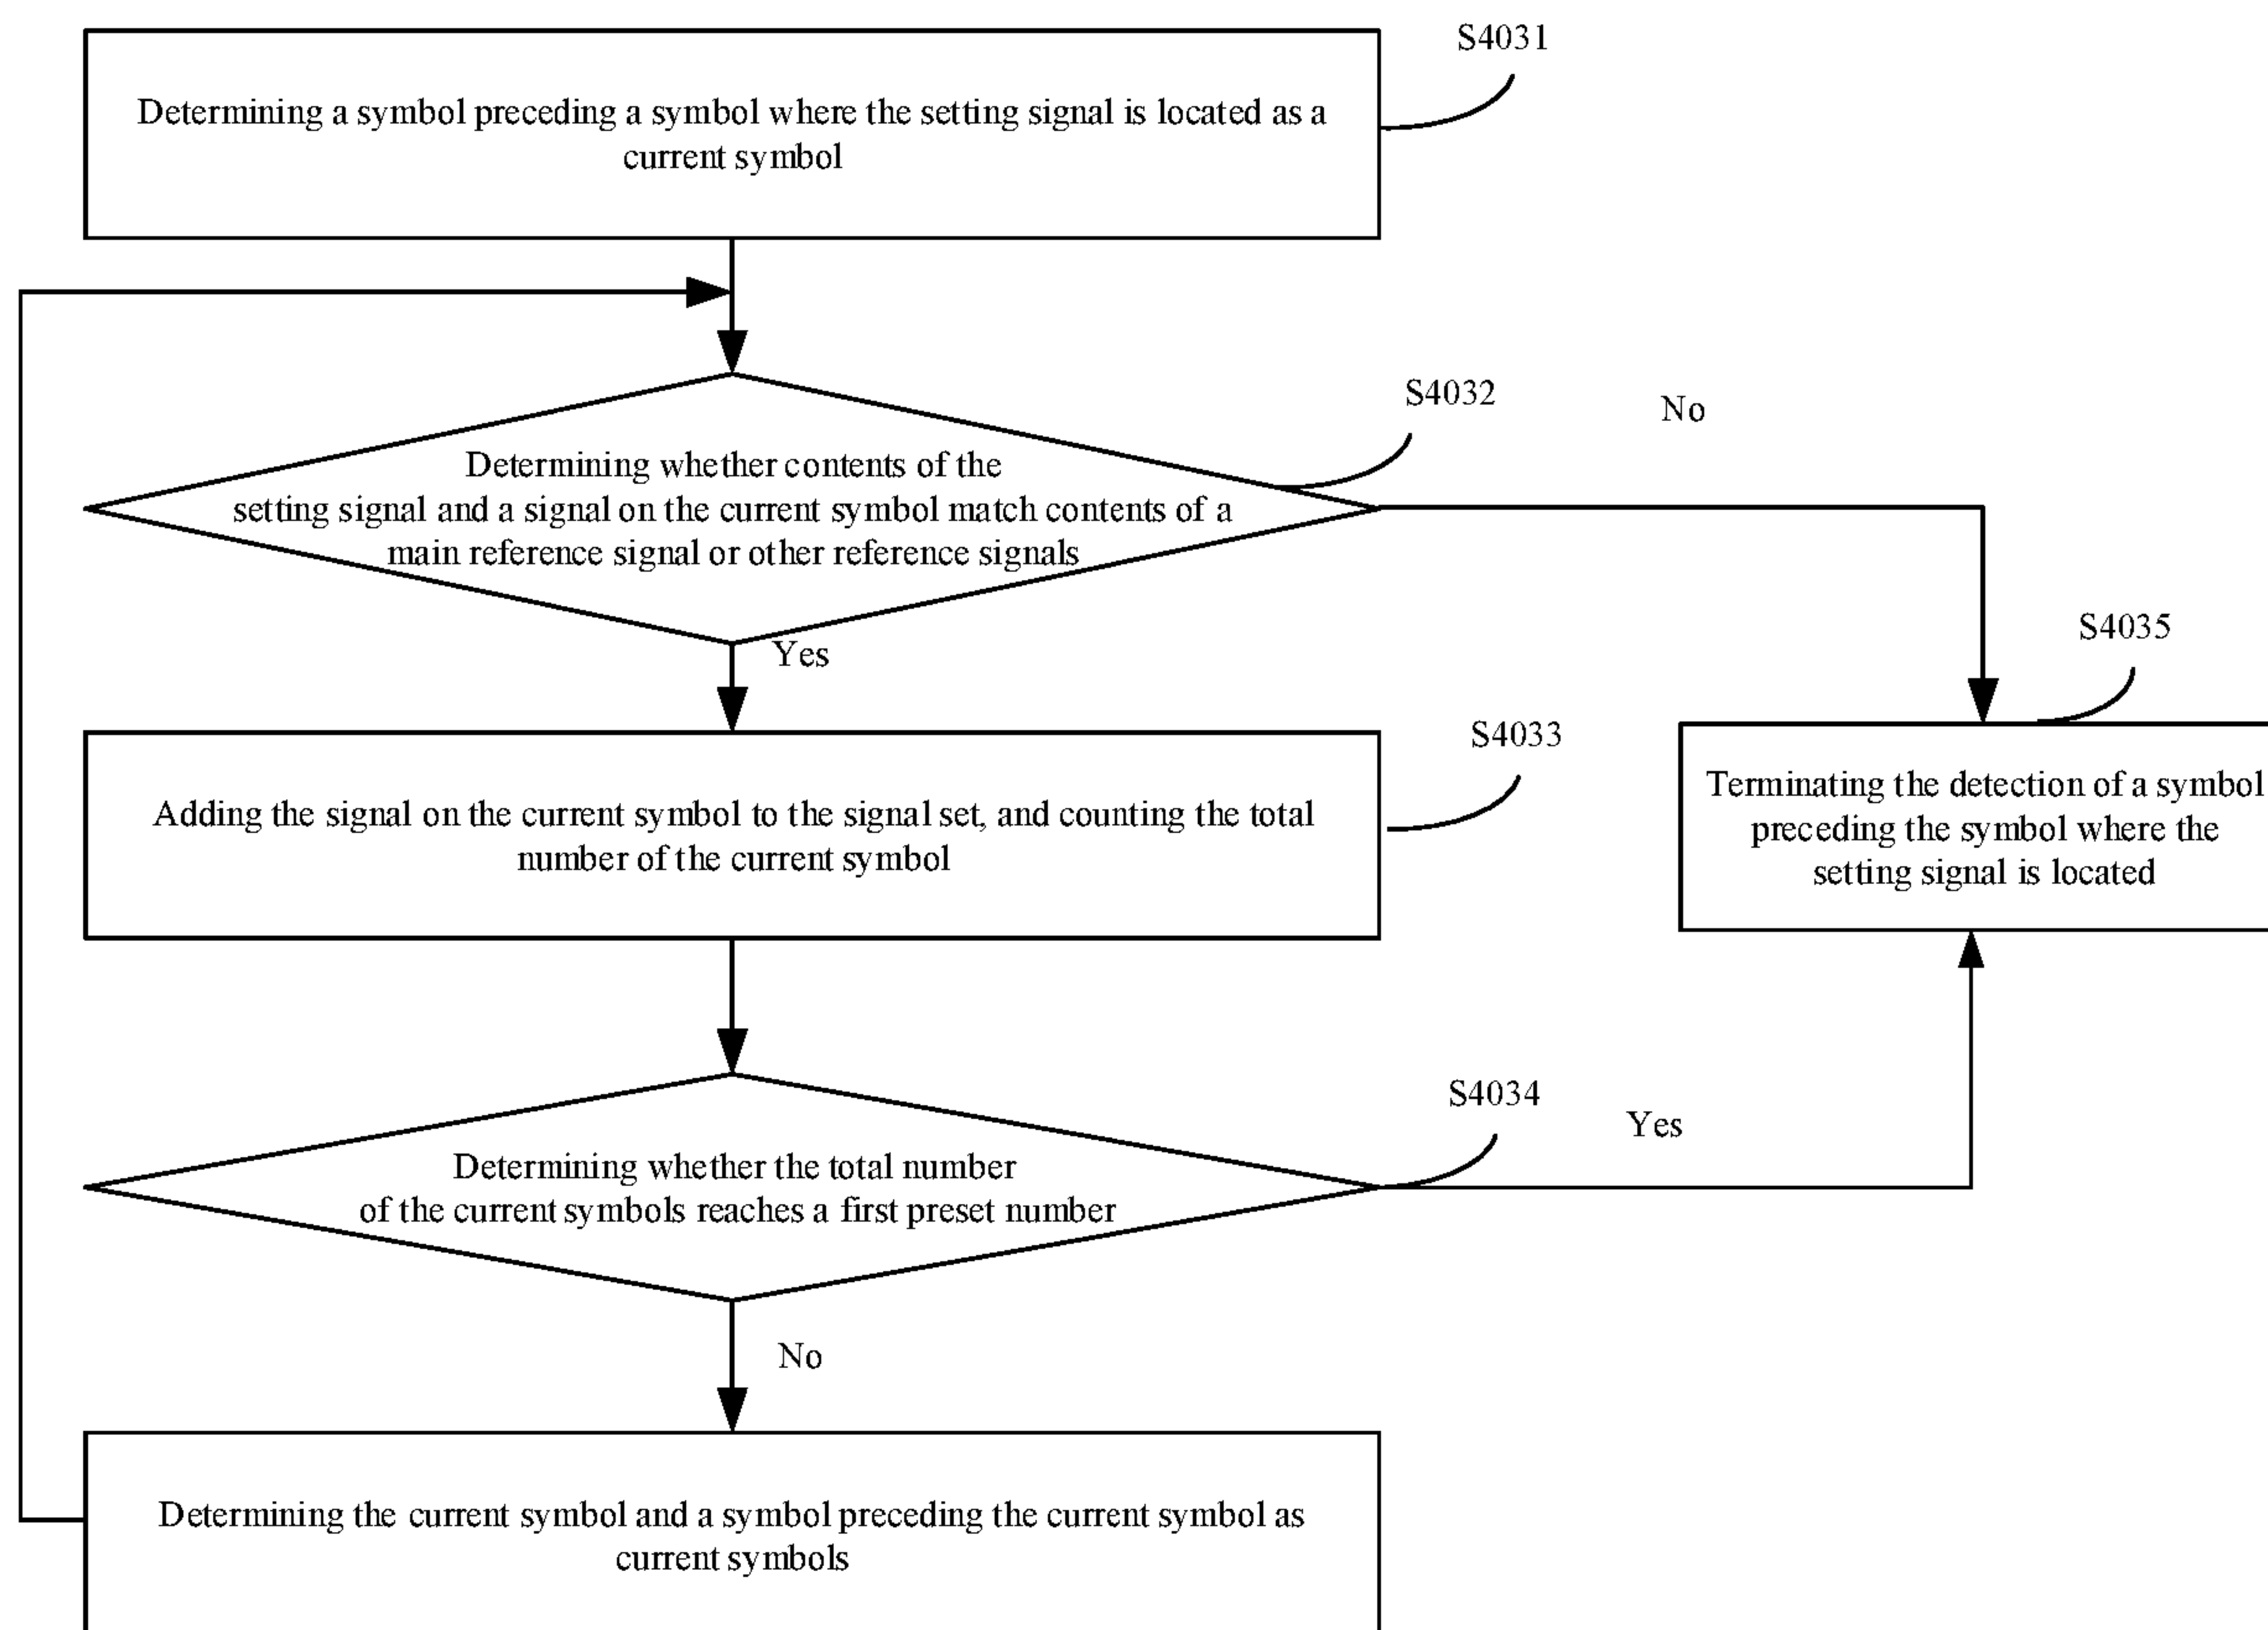 S4031
Determining a symbol preceding a symbol where the setting signal is located as a
current symbol
S4032
No
Determining whether contents of the
setting signal and a signal on the current symbol match contents of a
main reference signal or other reference signals
Yes
S4035
S4033
Terminating the detection of a symbol
preceding the symbol where the
setting signal is located
Adding the signal on the current symbol to the signal set, and counting the total
number of the current symbol
S4034
Yes
Determining whether the total number
of the current symbols reaches a first preset number
No
Determining the current symbol and a symbol preceding the current symbol as
current symbols